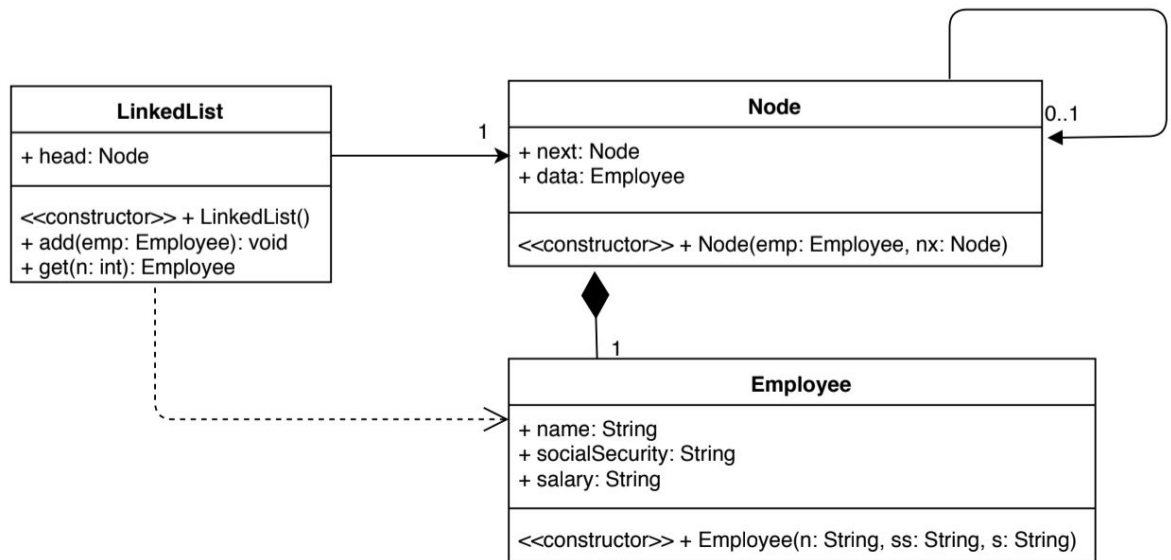 LinkedList
+ head: Node
<<constructor>> + LinkedList()
+ add(emp: Employee): void
+ get(n: int): Employee
1
Node
+ next: Node
+ data: Employee
<<constructor>> + Node(emp: Employee, nx: Node)
0..1
1
Employee
+ name: String
+ socialSecurity: String
+ salary: String
<<constructor>> + Employee(n: String, ss: String, s: String)